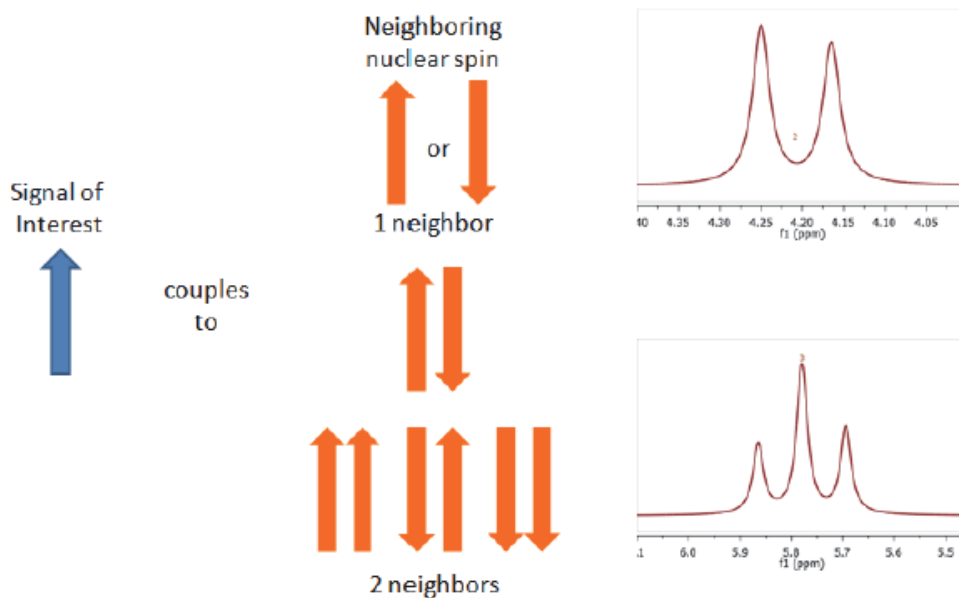 Neighboring
nuclear spin
or
1 neighbor
Signal of
Interest
couples
to
2 neighbors
2
40 4.35 4.30 4.25 4.20 4.15 4.10 4.05
f1 (ppm)
3
.1 6.0 5.9 5.8 5.7 5.6 5.5
f1 (ppm)